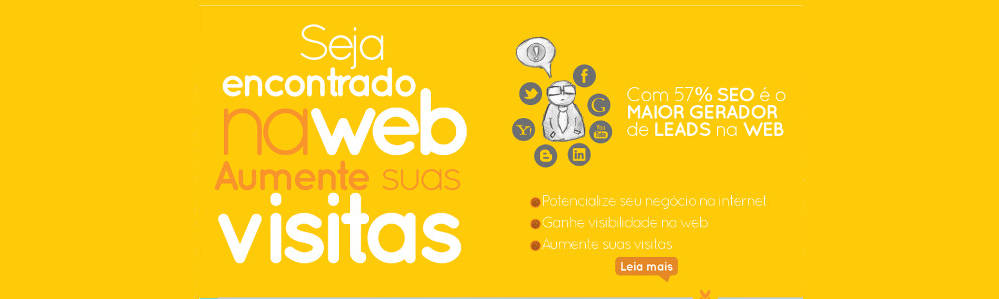 Seja
encontrado
naweb
Aumente suas
visitas
Com 57% SEO é o
MAIOR GERADOR
de LEADS na WEB
Potencialize seu negócio na internet
Ganhe visibilidade na web
Aumente suas visitas
Leia mais